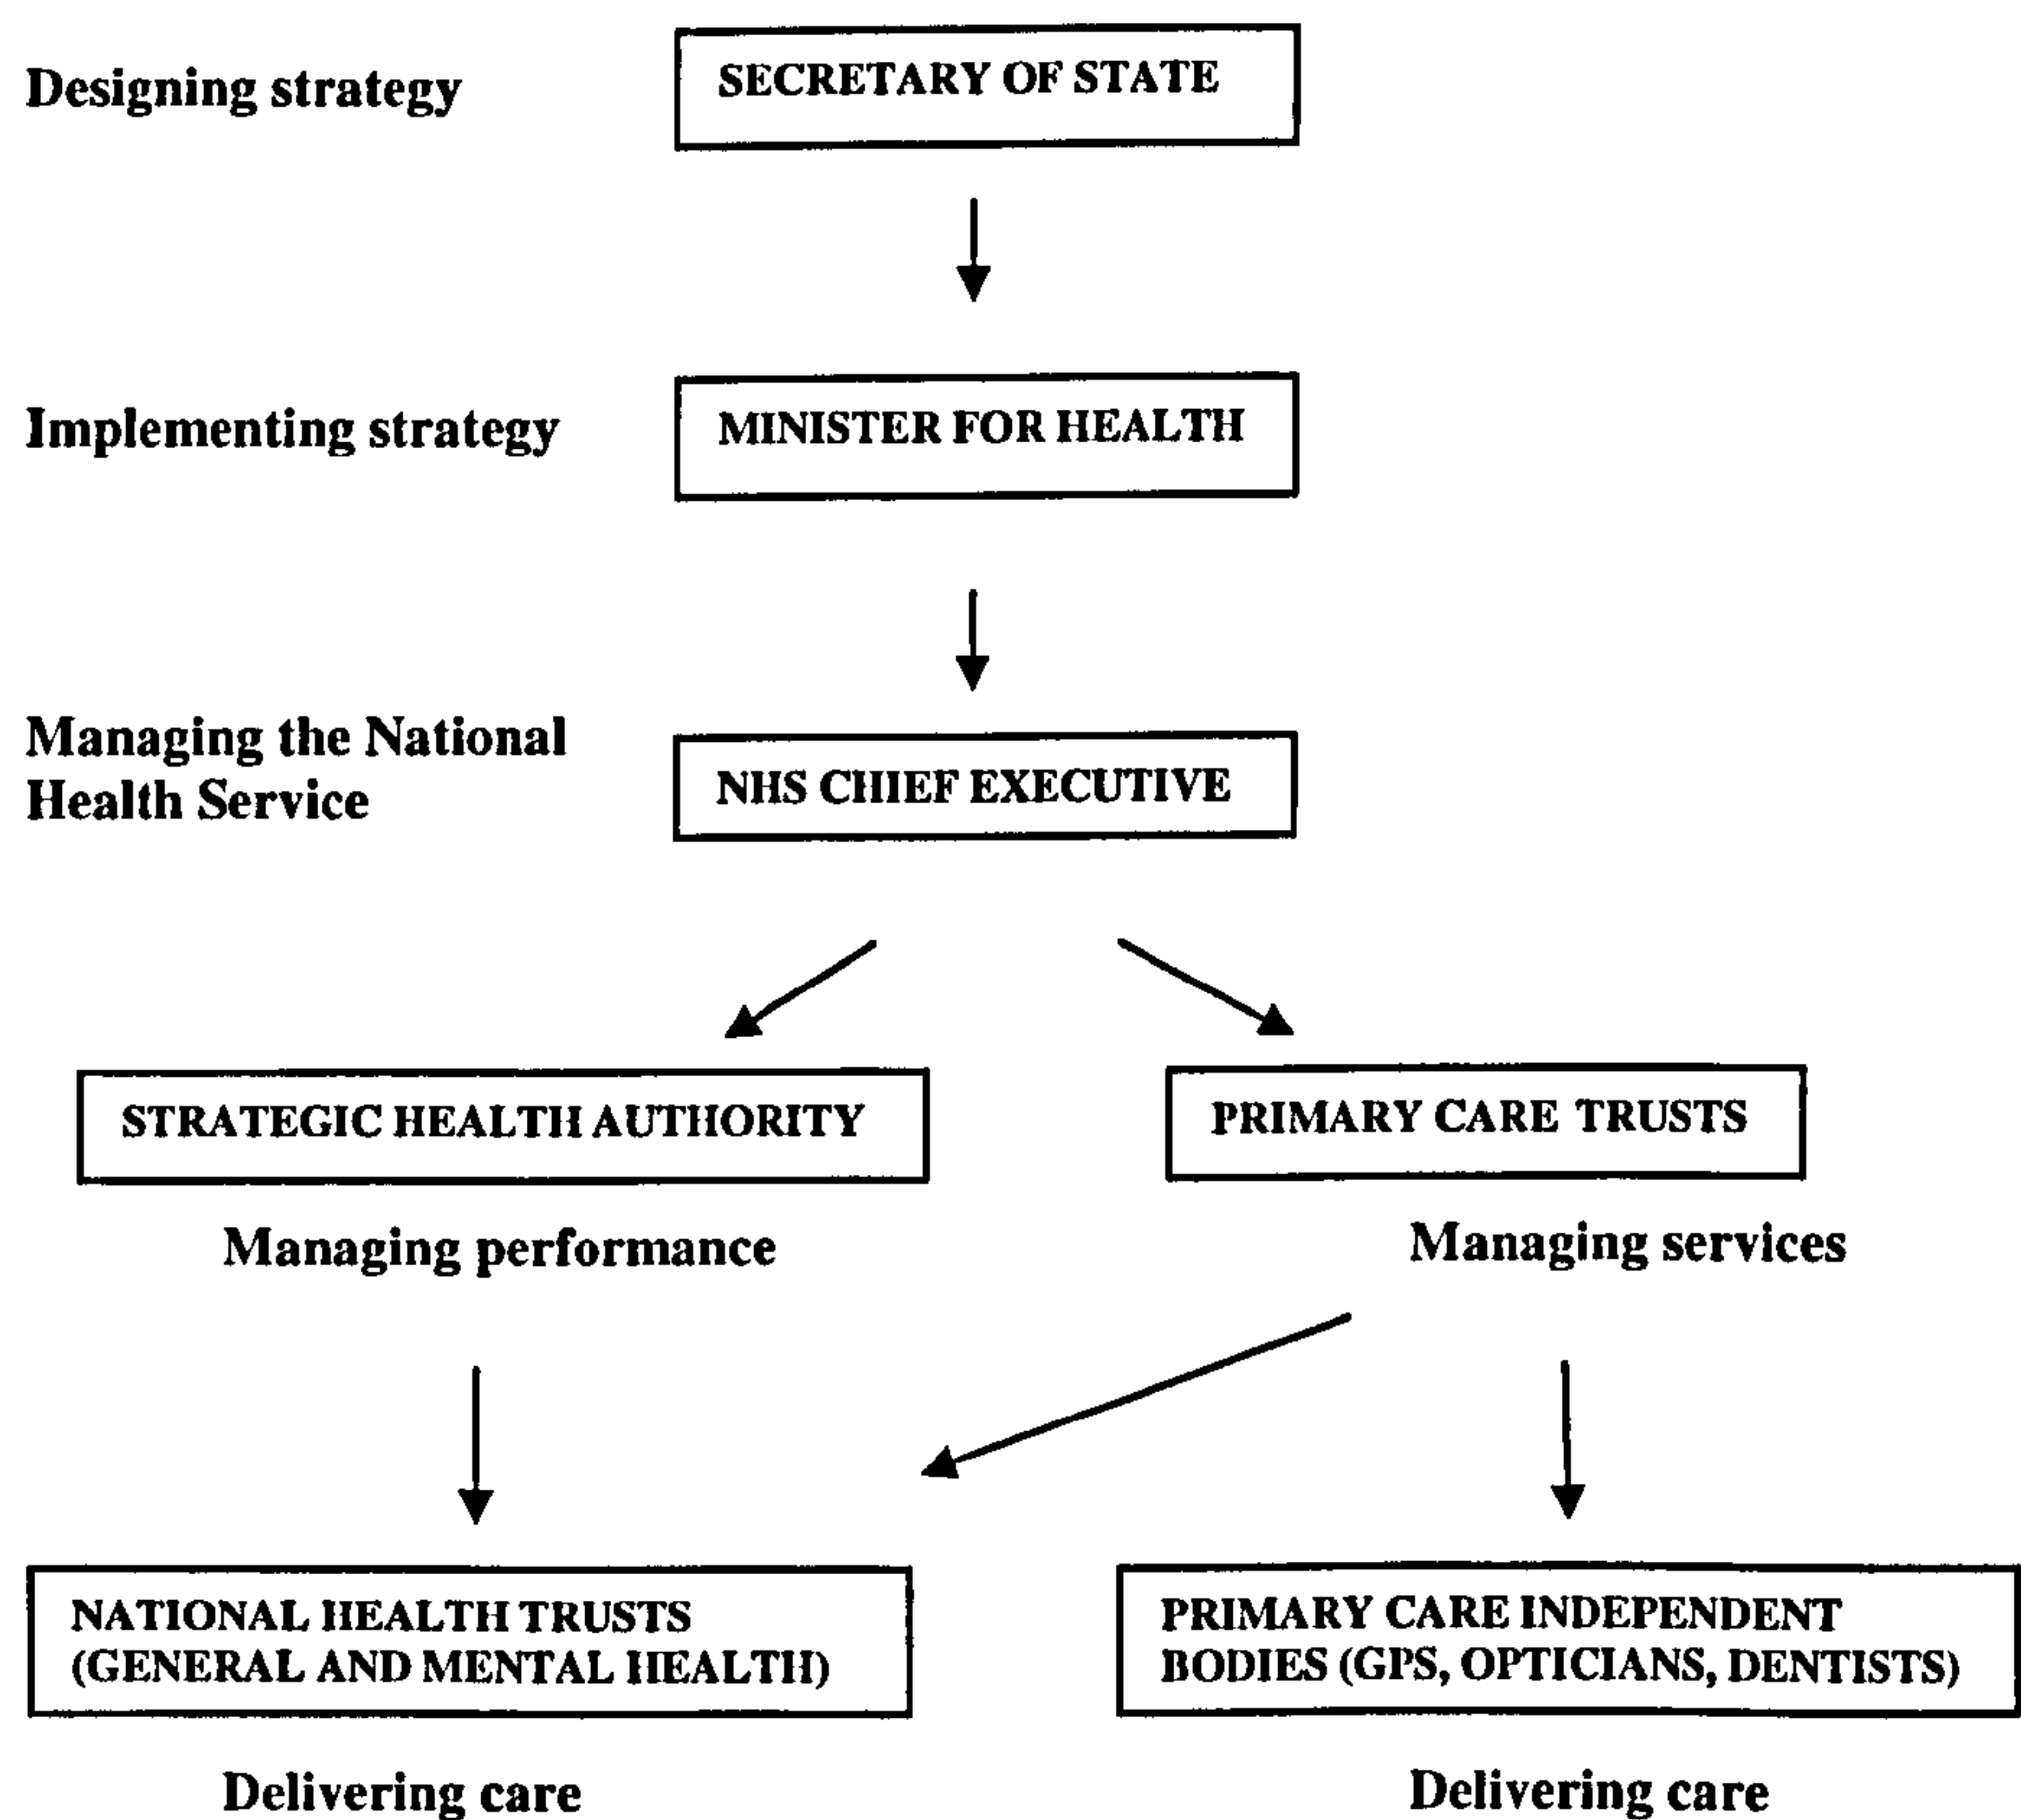 Designing strategy
SECRETARY OF STATE
Implementing strategy
MINISTER FOR HEALTH
Managing the National
Health Service
NHS CHIEF EXECUTIVE
STRATEGIC HEALTH AUTHORITY
PRIMARY CARE TRUSTS
Managing performance
Managing services
NATIONAL HEALTH TRUSTS
(GENERAL AND MENTAL HEALTH)
PRIMARY CARE INDEPENDENT
BODIES (GPS, OPTICIANS, DENTISTS)
Delivering care
Delivering care